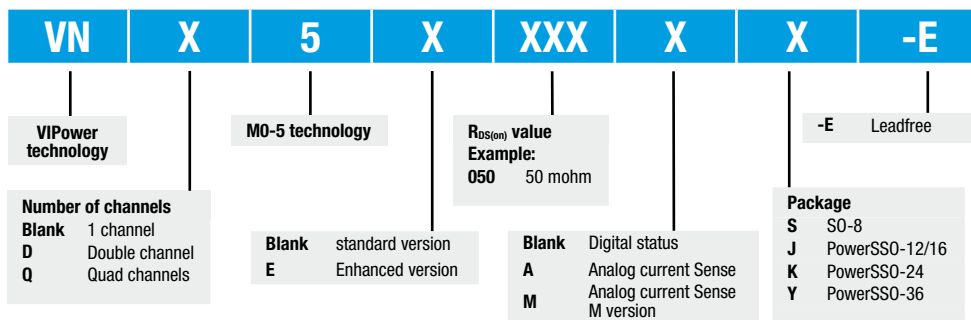 VN X 5 X XXX X X -E
VIPower
technology
M0-5 technology
RDS(on) value
Example:
050 50 mohm
-E Leadfree
Number of channels
Blank 1 channel
D Double channel
Q Quad channels
Blank standard version
E Enhanced version
Blank Digital status
A Analog current Sense
M Analog current Sense
M version
Package
S SO-8
J PowerSSO-12/16
K PowerSSO-24
Y PowerSSO-36